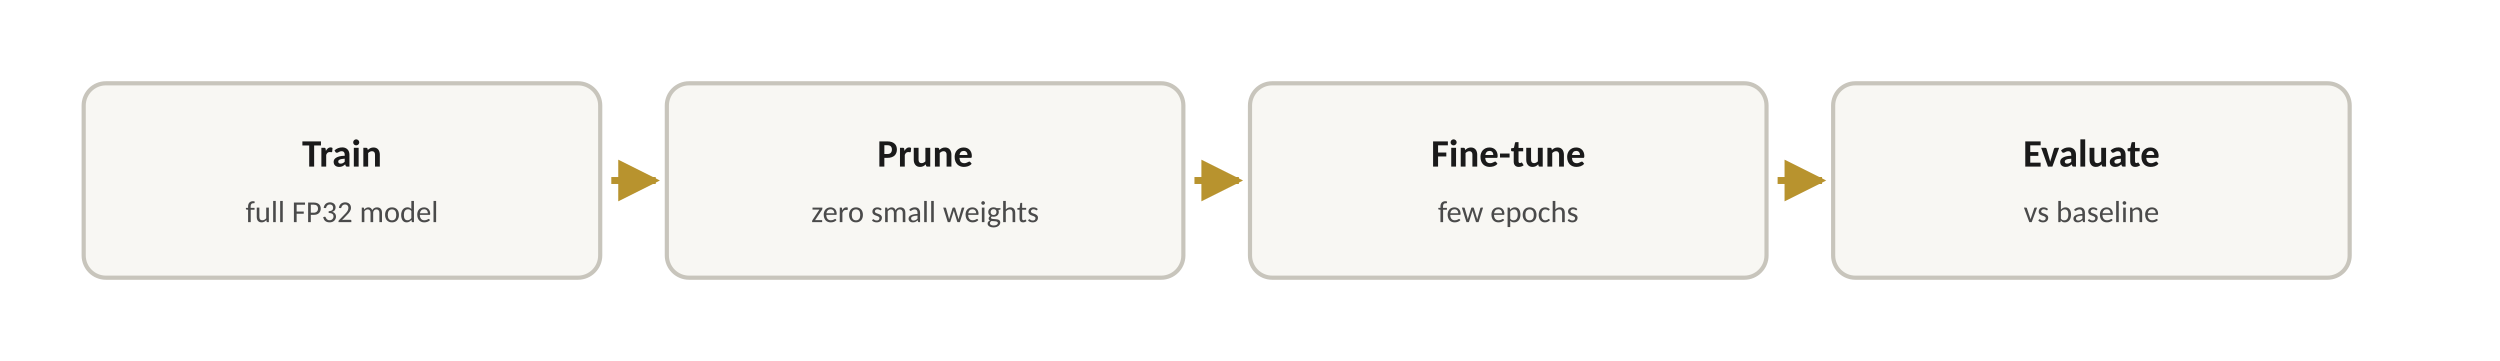 Train
full FP32 model
Prune
zero small weights
Fine-tune
few epochs
Evaluate
vs baseline